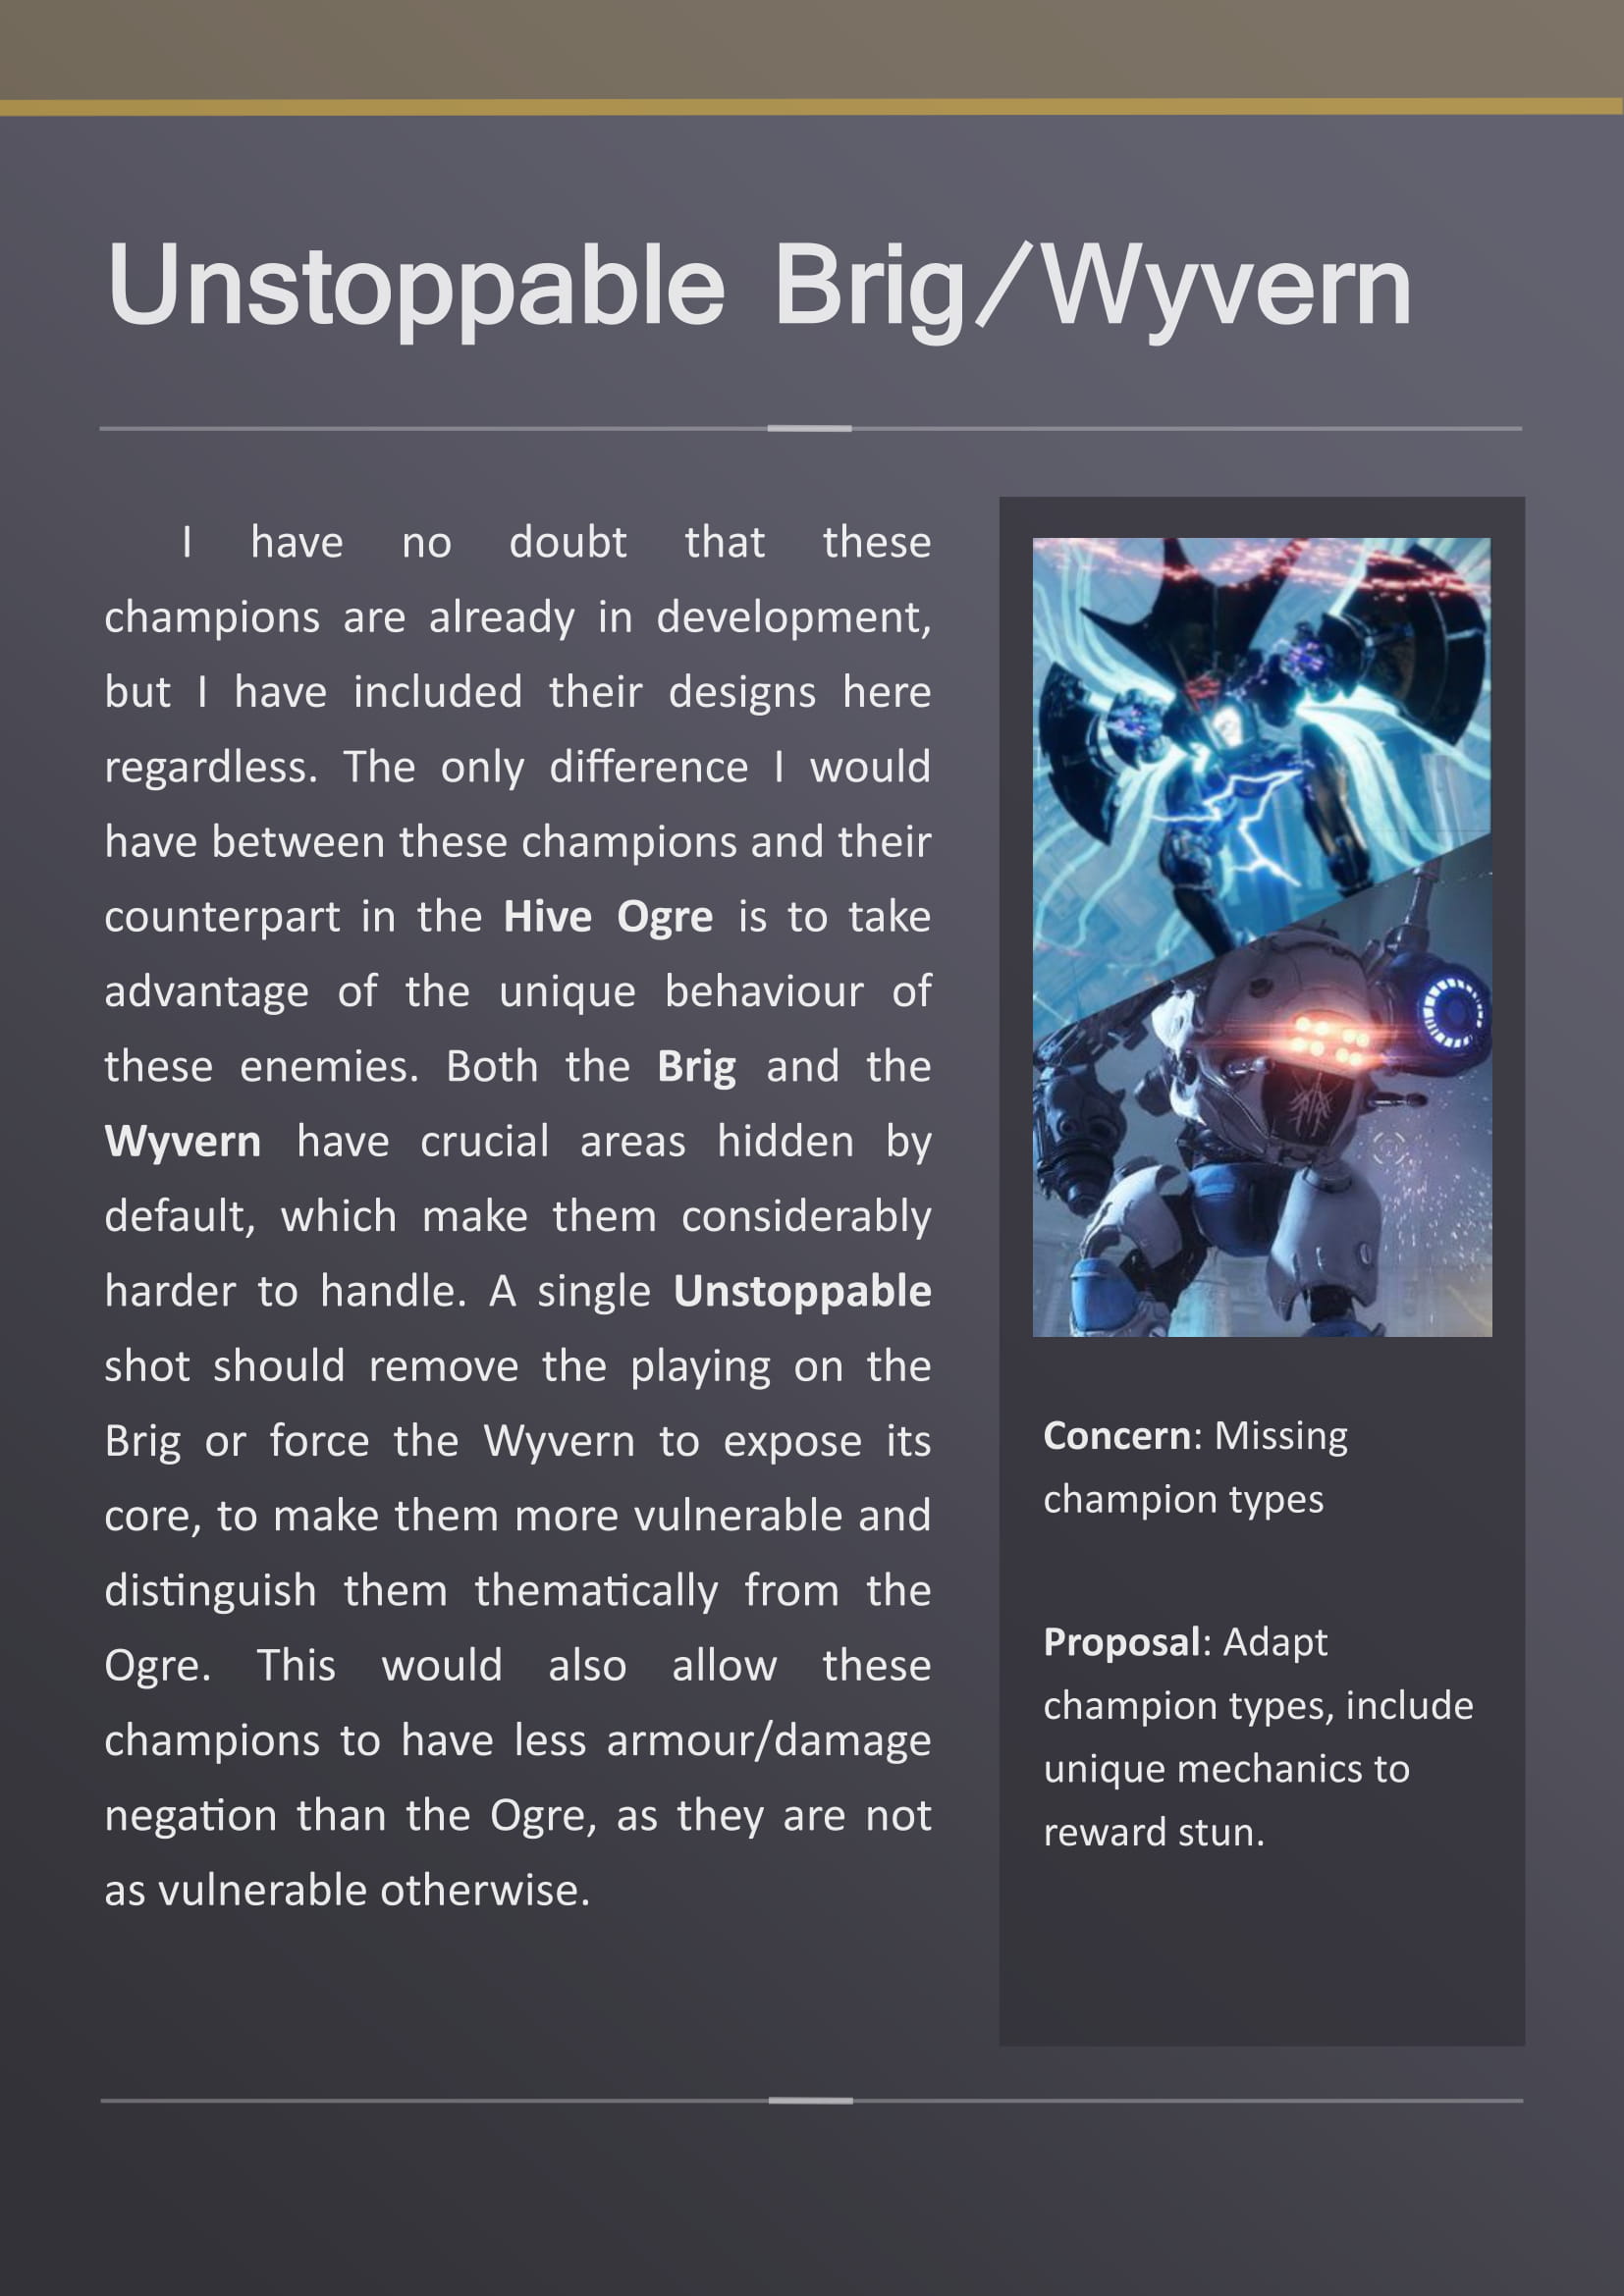 Unstoppable Brig/Wyvern
I have no doubt that these
champions are already in development,
but I have included their designs here
regardless. The only difference I would
have between these champions and their
counterpart in the Hive Ogre is to take
advantage of the unique behaviour of
these enemies. Both the Brig and the
Wyvern have crucial areas hidden by
default, which make them considerably
harder to handle. A single Unstoppable
shot should remove the playing on the
Brig or force the Wyvern to expose its
core, to make them more vulnerable and
distinguish them thematically from the
Ogre. This would also allow these
champions to have less armour/damage
negation than the Ogre, as they are not
as vulnerable otherwise.
Concern: Missing
champion types
Proposal: Adapt
champion types, include
unique mechanics to
reward stun.